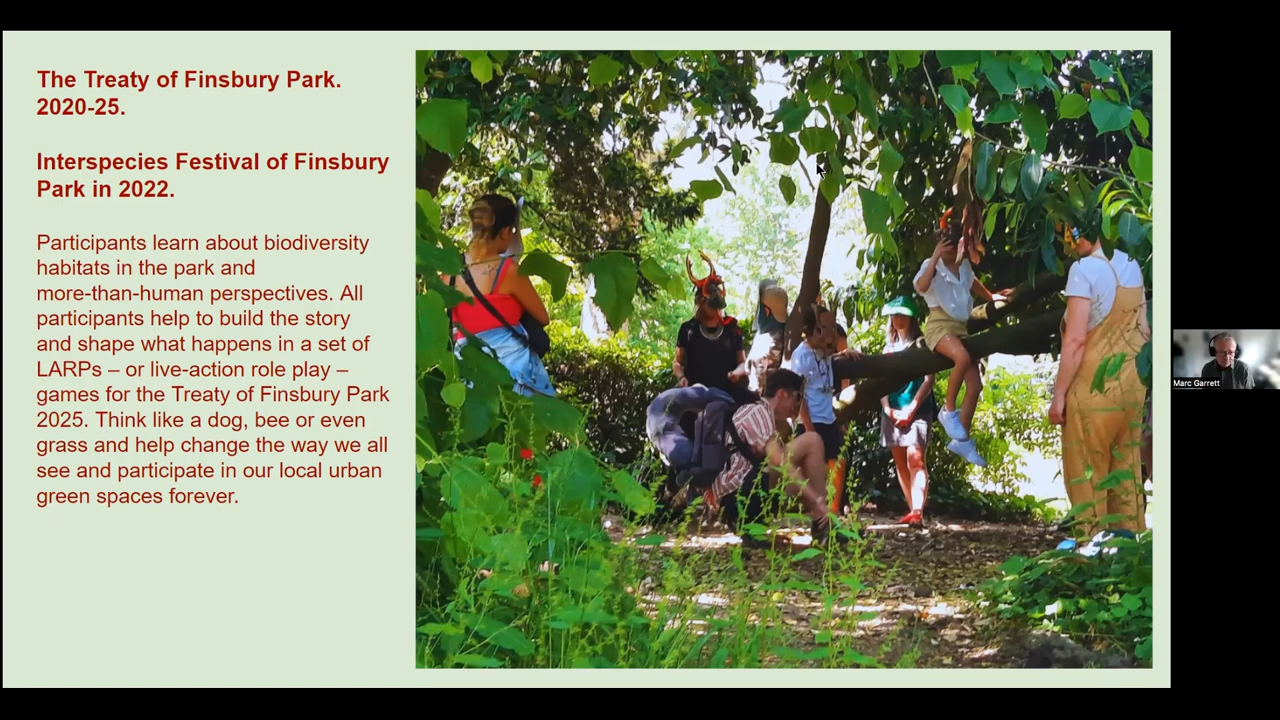 The Treaty of Finsbury Park.
2020-25.
Interspecies Festival of Finsbury
Park in 2022.
Participants learn about biodiversity
habitats in the park and
more-than-human perspectives. All
participants help to build the story
and shape what happens in a set of
LARPs – or live-action role play –
games for the Treaty of Finsbury Park
2025. Think like a dog, bee or even
grass and help change the way we all
see and participate in our local urban
green spaces forever.
Marc Garrett